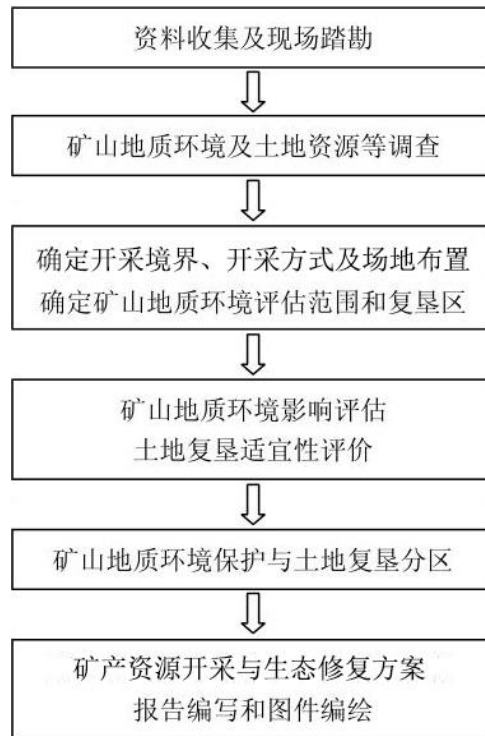 资料收集及现场踏勘
矿山地质环境及土地资源等调查
确定开采境界、开采方式及场地布置
确定矿山地质环境评估范围和复垦区
矿山地质环境影响评估
土地复垦适宜性评价
矿山地质环境保护与土地复垦分区
矿产资源开采与生态修复方案
报告编写和图件编绘